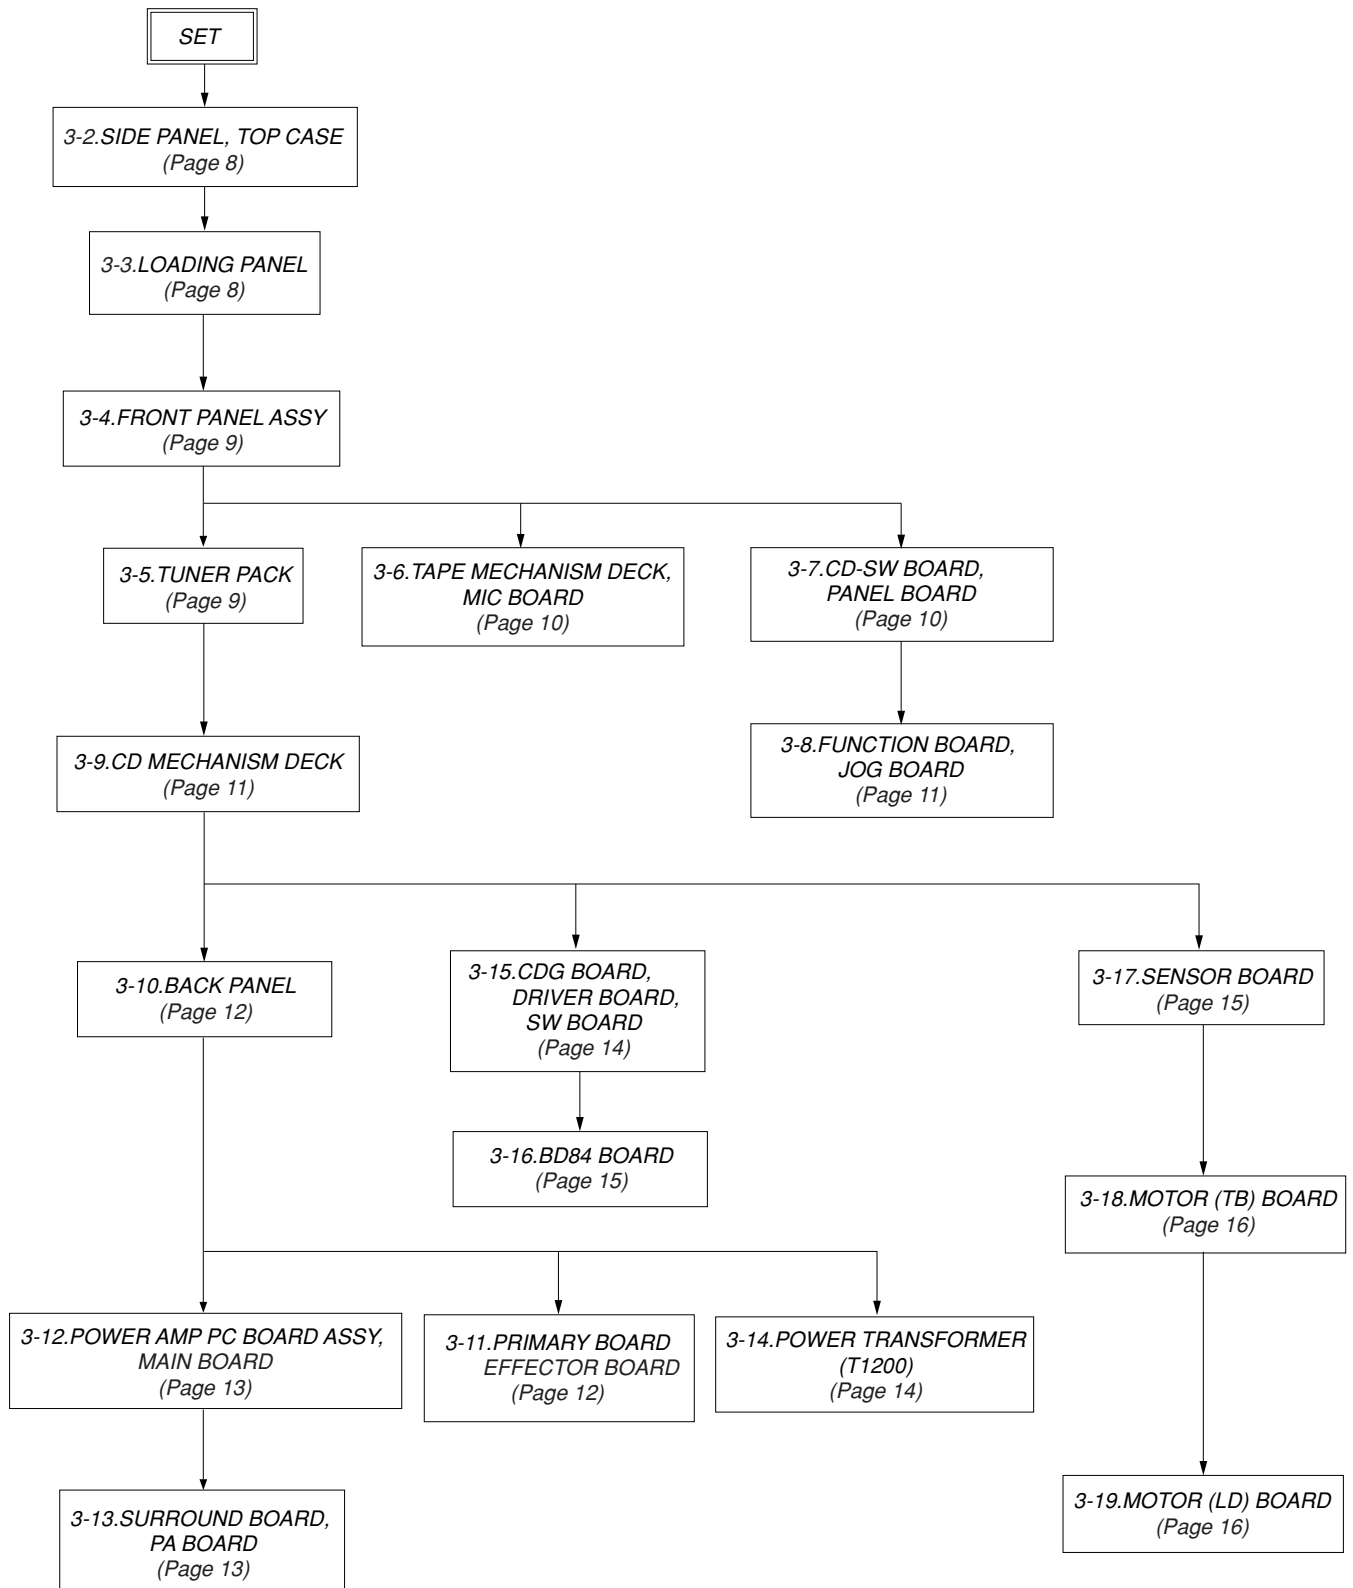 SET
3-2.SIDE PANEL, TOP CASE
(Page 8)
3-3.LOADING PANEL
(Page 8)
3-4.FRONT PANEL ASSY
(Page 9)
3-5.TUNER PACK
(Page 9)
3-6.TAPE MECHANISM DECK,
MIC BOARD
(Page 10)
3-7.CD-SW BOARD,
PANEL BOARD
(Page 10)
3-8.FUNCTION BOARD,
JOG BOARD
(Page 11)
3-9.CD MECHANISM DECK
(Page 11)
3-10.BACK PANEL
(Page 12)
3-15.CDG BOARD,
DRIVER BOARD,
SW BOARD
(Page 14)
3-17.SENSOR BOARD
(Page 15)
3-16.BD84 BOARD
(Page 15)
3-18.MOTOR (TB) BOARD
(Page 16)
3-12.POWER AMP PC BOARD ASSY,
MAIN BOARD
(Page 13)
3-11.PRIMARY BOARD
EFFECTOR BOARD
(Page 12)
3-14.POWER TRANSFORMER
(T1200)
(Page 14)
3-13.SURROUND BOARD,
PA BOARD
(Page 13)
3-19.MOTOR (LD) BOARD
(Page 16)